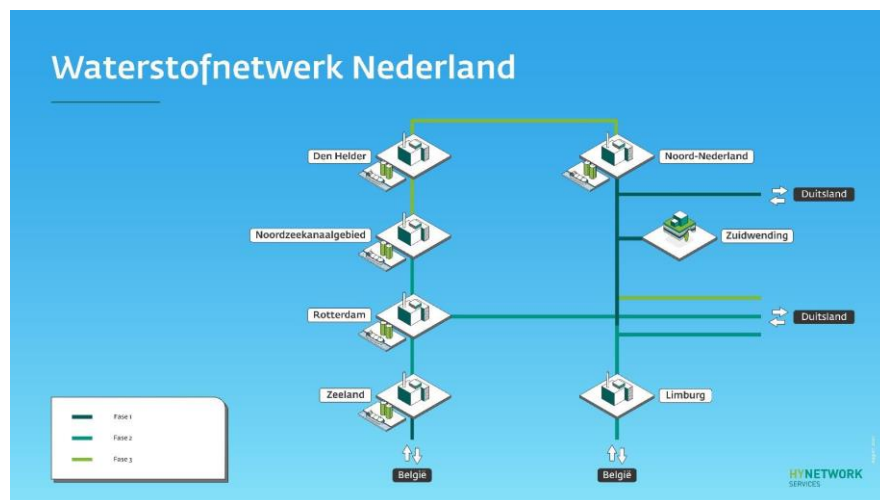 Waterstofnetwerk Nederland
Den Helder
Noord-Nederland
Duitsland
Noordzeekanaalgebied
Zuidwending
Rotterdam
Duitsland
Zeeland
Limburg
Fase 1
Fase 2
Fase 3
België
België
HYNETWORK
SERVICES